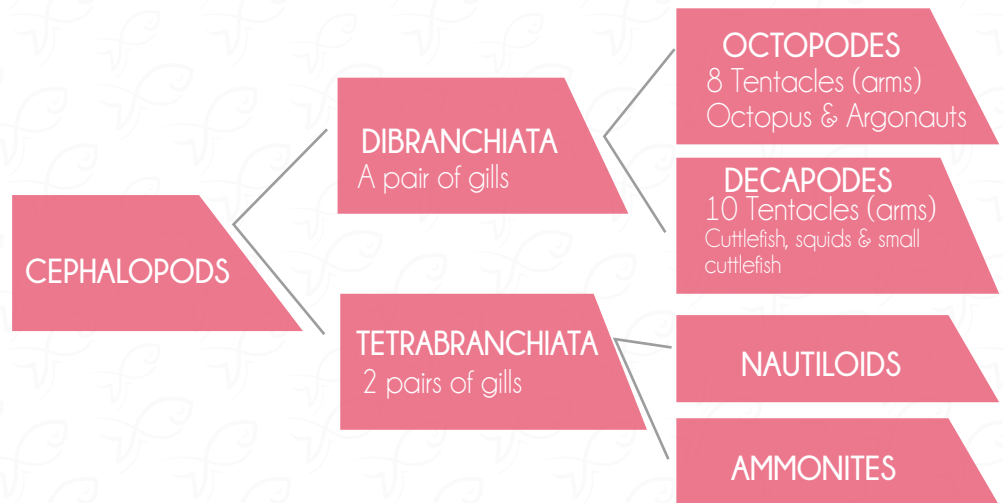 CEPHALOPODS
DIBRANCHIATA
A pair of gills
TETRABRANCHIATA
2 pairs of gills
OCTOPODES
8 Tentacles (arms)
Octopus & Argonauts
DECAPODES
10 Tentacles (arms)
Cuttlefish, squids & small
cuttlefish
NAUTILOIDS
AMMONITES